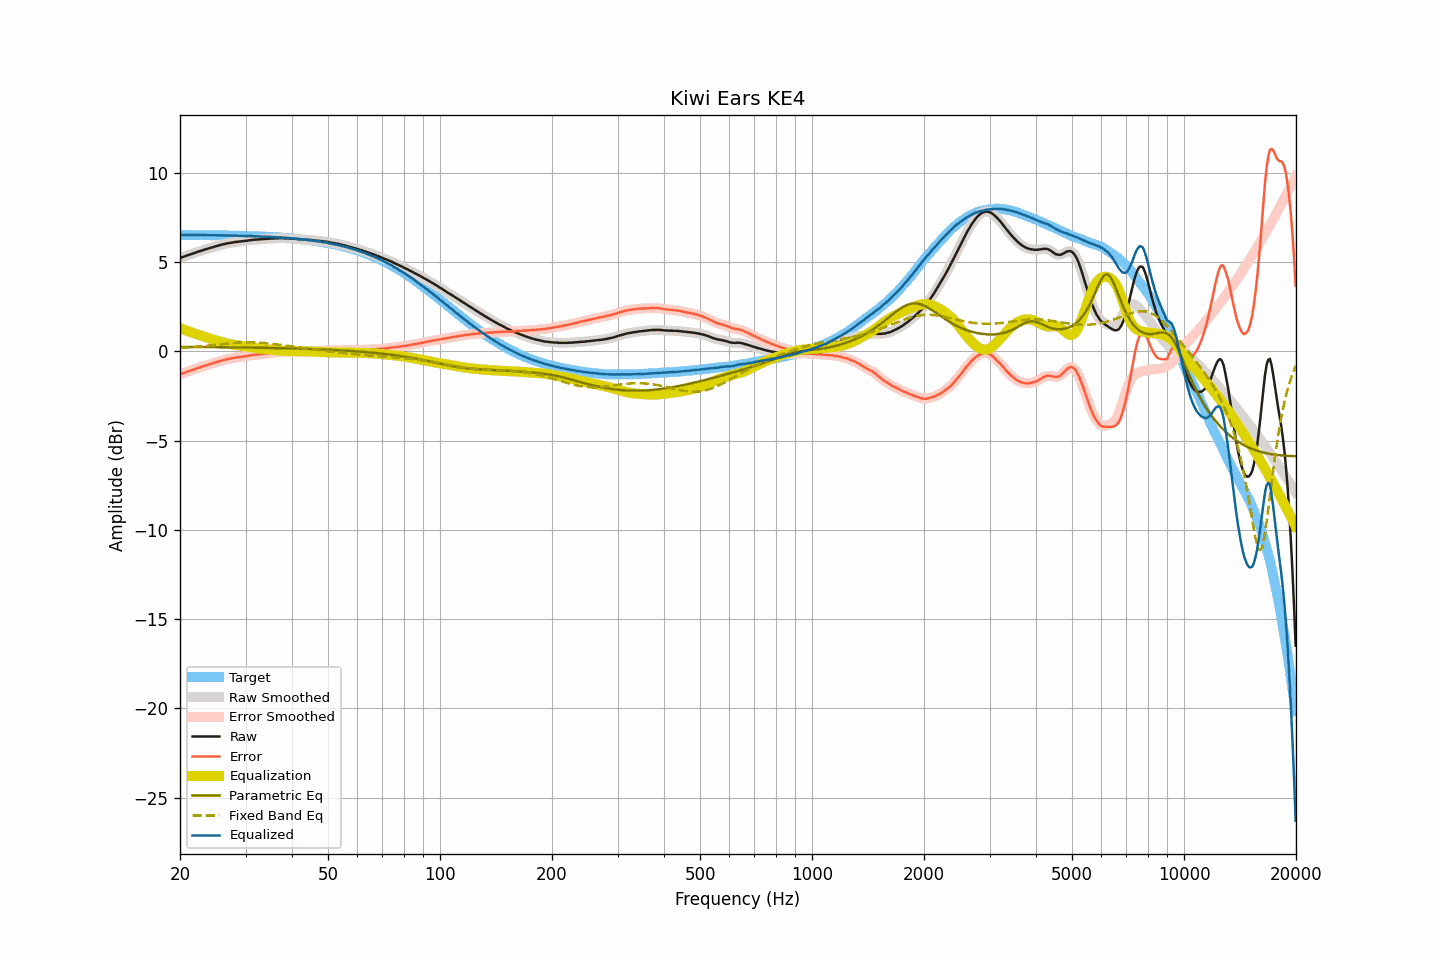 Kiwi Ears KE4
10
5
0
−5
−10
−15
−20
−25
Amplitude (dBr)
Target
Raw Smoothed
Error Smoothed
Raw
Error
Equalization
Parametric Eq
Fixed Band Eq
Equalized
20 50 100 200 500 1000 2000 5000 10000 20000
Frequency (Hz)